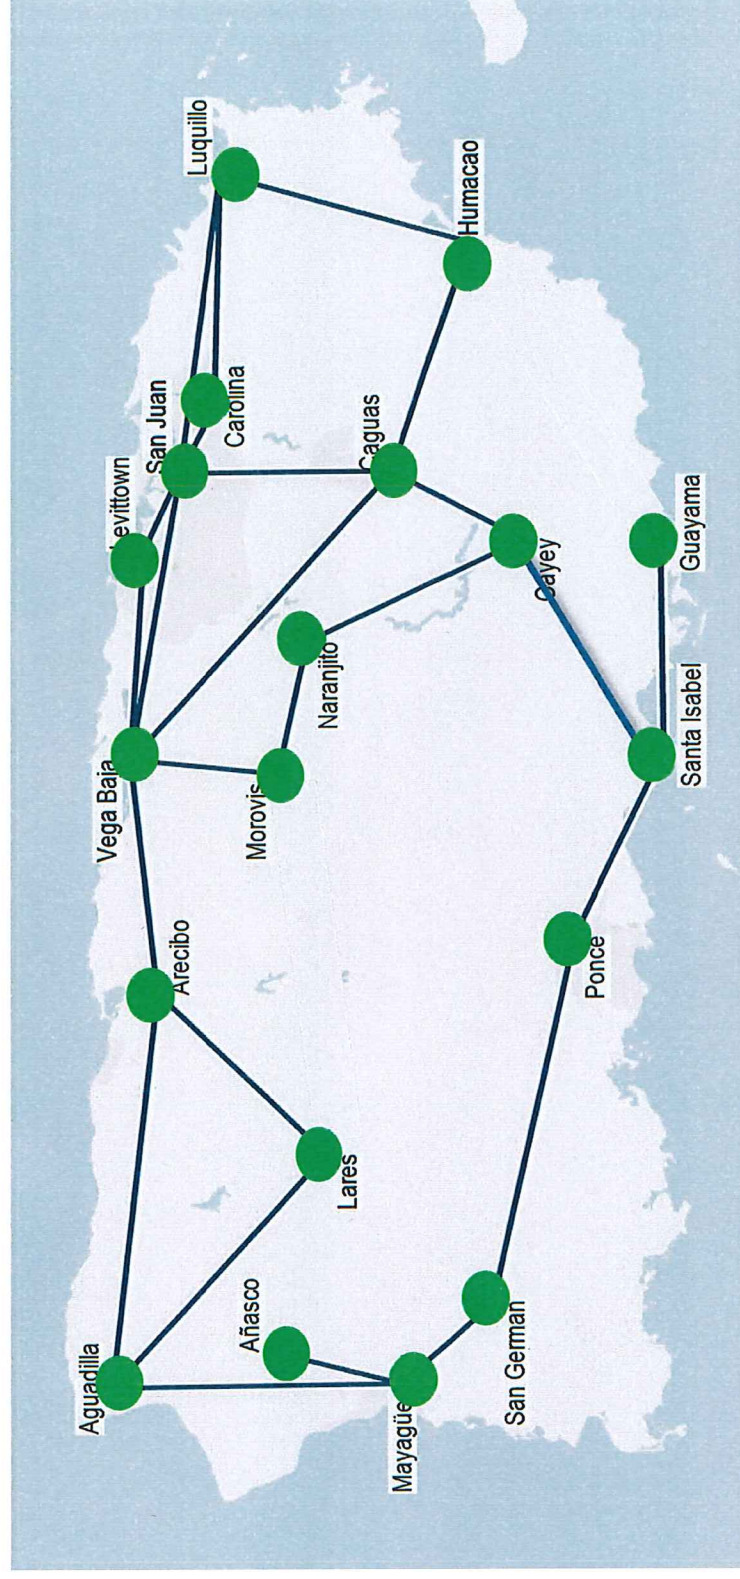 Aguadilla
Añasco
Mayagüe
San German
Lares
Arecibo
Vega Baja
Morovis
Naranjito
Levittown
San Juan
Carolina
Luquillo
Caguas
Humacao
Cayey
Ponce
Santa Isabel
Guayama